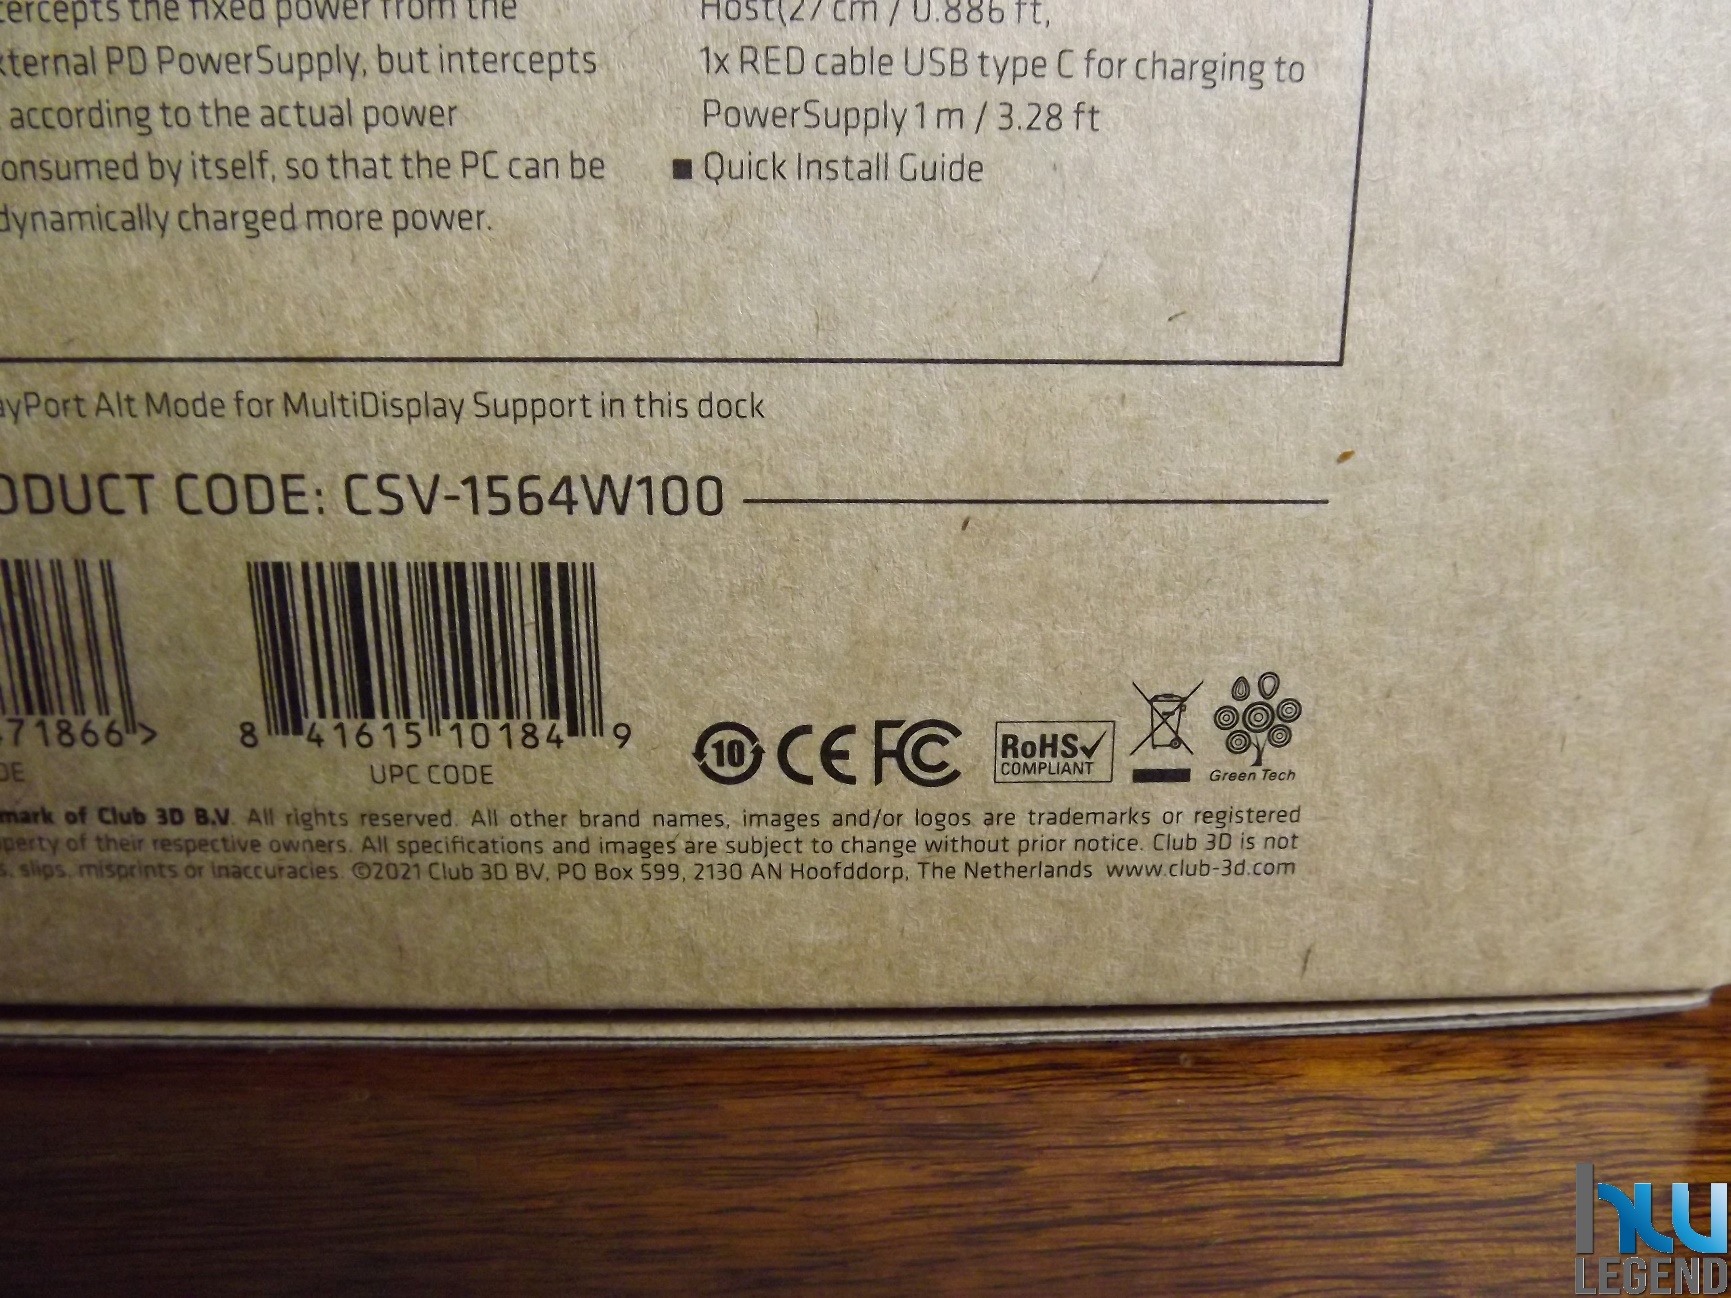 tercepts the fixed power from the
xternal PD PowerSupply, but intercepts
according to the actual power
onsumed by itself, so that the PC can be
dynamically charged more power.
Host(27 cm / 0.886 ft,
1x RED cable USB type C for charging to
PowerSupply 1 m / 3.28 ft
■ Quick Install Guide
ayPort Alt Mode for MultiDisplay Support in this dock
ODUCT CODE: CSV-1564W100
71866 >
8 41615 10184 9
DE
UPC CODE
10 CE FC
RoHS✓
COMPLIANT
Green Tech
mark of Club 3D B.V. All rights reserved. All other brand names, images and/or logos are trademarks or registered
perty of their respective owners. All specifications and images are subject to change without prior notice. Club 3D is not
s, slips, misprints or inaccuracies. ©2021 Club 3D BV, PO Box 599, 2130 AN Hoofddorp, The Netherlands www.club-3d.com
LEGEND